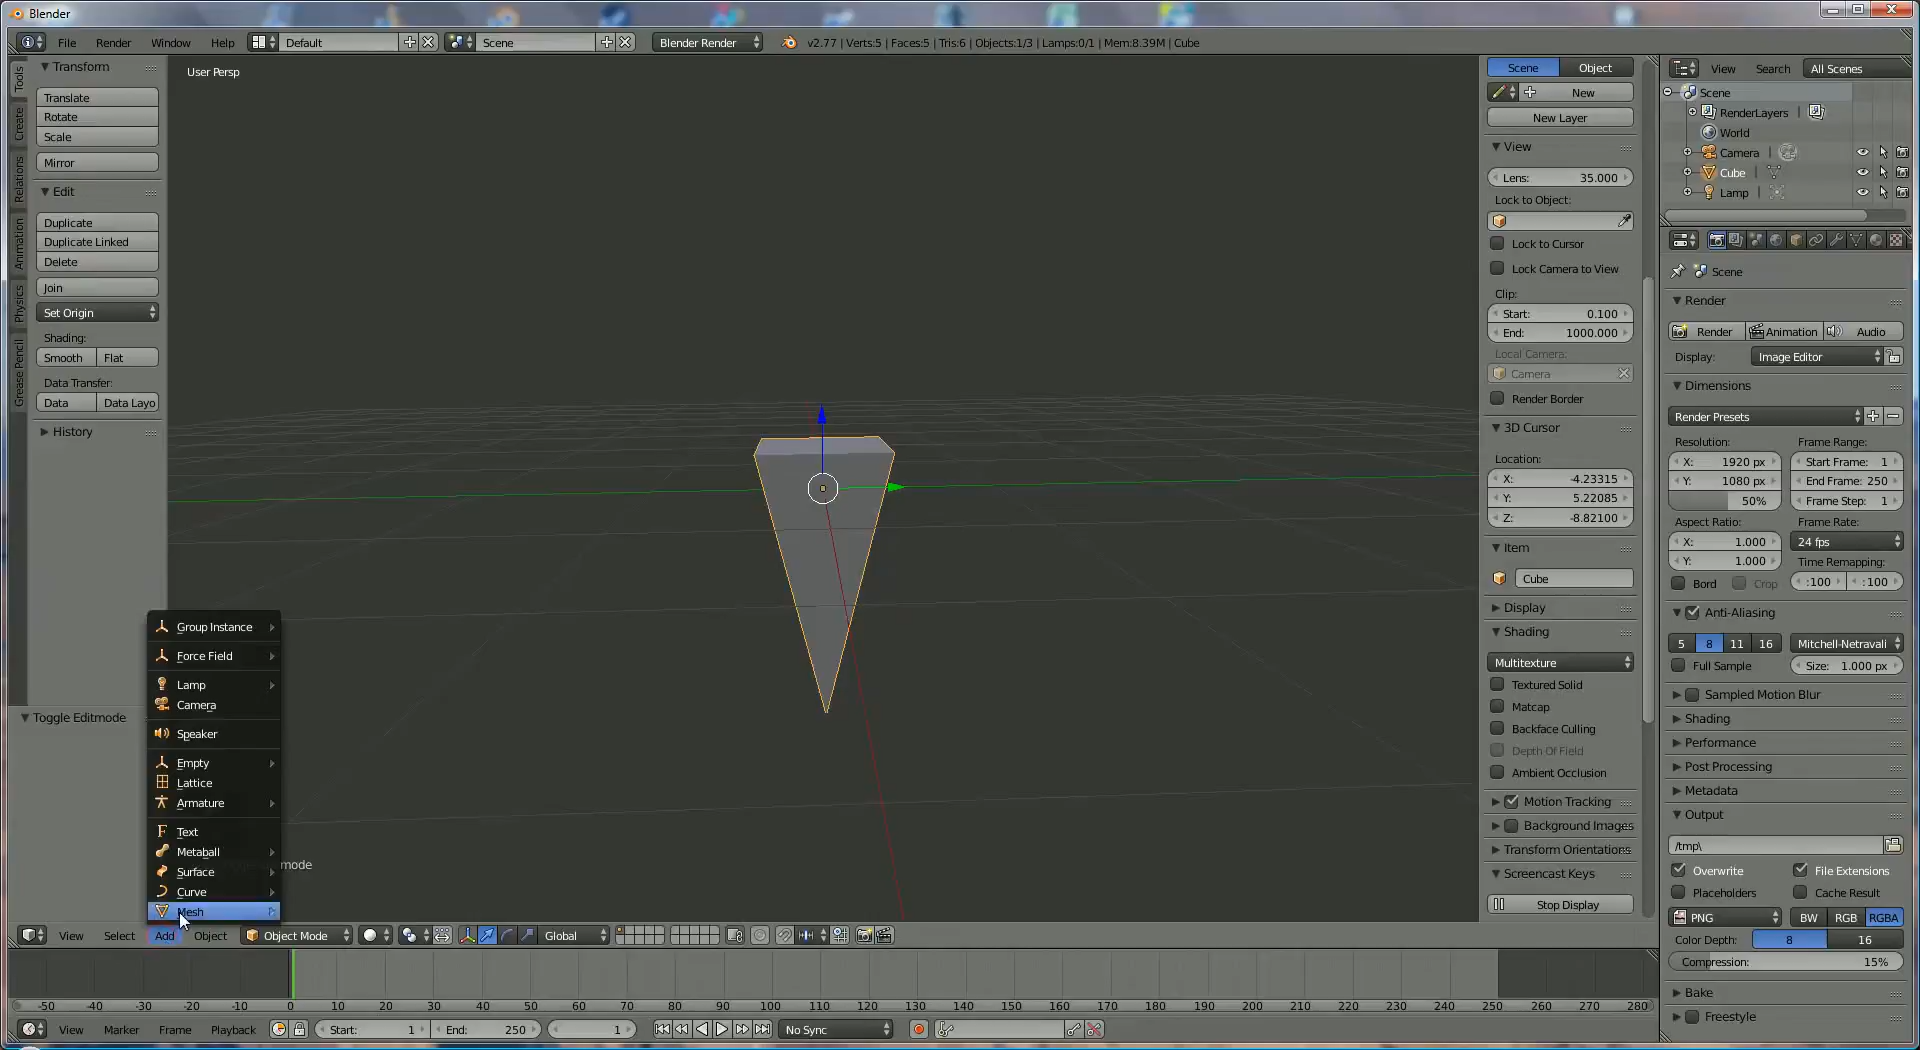 Blender
File Render Window Help Default Scene Blender Render v2.77 | Verts:5 | Faces:5 | Tris:6 | Objects:1/3 | Lamps:0/1 | Mem:8.39M | Cube
Tools
Create
Relations
Animation
Physics
Grease Pencil
Transform
Translate
Rotate
Scale
Mirror
Edit
Duplicate
Duplicate Linked
Delete
Join
Set Origin
Shading:
Smooth Flat
Data Transfer:
Data Data Layo
History
Toggle Editmode
User Persp
Group Instance
Force Field
Lamp
Camera
Speaker
Empty
Lattice
Armature
Text
Metaball
Surface
Curve
Mesh
mode
View Select Add Object Object Mode Global
Scene Object
New
New Layer
View
Lens: 35.000
Lock to Object:
Lock to Cursor
Lock Camera to View
Clip:
Start: 0.100
End: 1000.000
Local Camera:
Camera
Render Border
3D Cursor
Location:
X: -4.23315
Y: 5.22085
Z: -8.82100
Item
Cube
Display
Shading
Multitexture
Textured Solid
Matcap
Backface Culling
Depth Of Field
Ambient Occlusion
Motion Tracking
Background Images
Transform Orientations
Screencast Keys
Stop Display
View Search All Scenes
Scene
RenderLayers
World
Camera
Cube
Lamp
Scene
Render
Render Animation Audio
Display: Image Editor
Dimensions
Render Presets
Resolution: Frame Range:
X: 1920 px Start Frame: 1
Y: 1080 px End Frame: 250
50% Frame Step: 1
Aspect Ratio: Frame Rate:
X: 1.000 24 fps
Y: 1.000 Time Remapping:
Bord Crop :100 :100
Anti-Aliasing
5 8 11 16 Mitchell-Netravali
Full Sample Size: 1.000 px
Sampled Motion Blur
Shading
Performance
Post Processing
Metadata
Output
/tmp\
Overwrite File Extensions
Placeholders Cache Result
PNG BW RGB RGBA
Color Depth: 8 16
Compression: 15%
Bake
Freestyle
-50 -40 -30 -20 -10 0 10 20 30 40 50 60 70 80 90 100 110 120 130 140 150 160 170 180 190 200 210 220 230 240 250 260 270 280
View Marker Frame Playback Start: 1 End: 250 1 No Sync